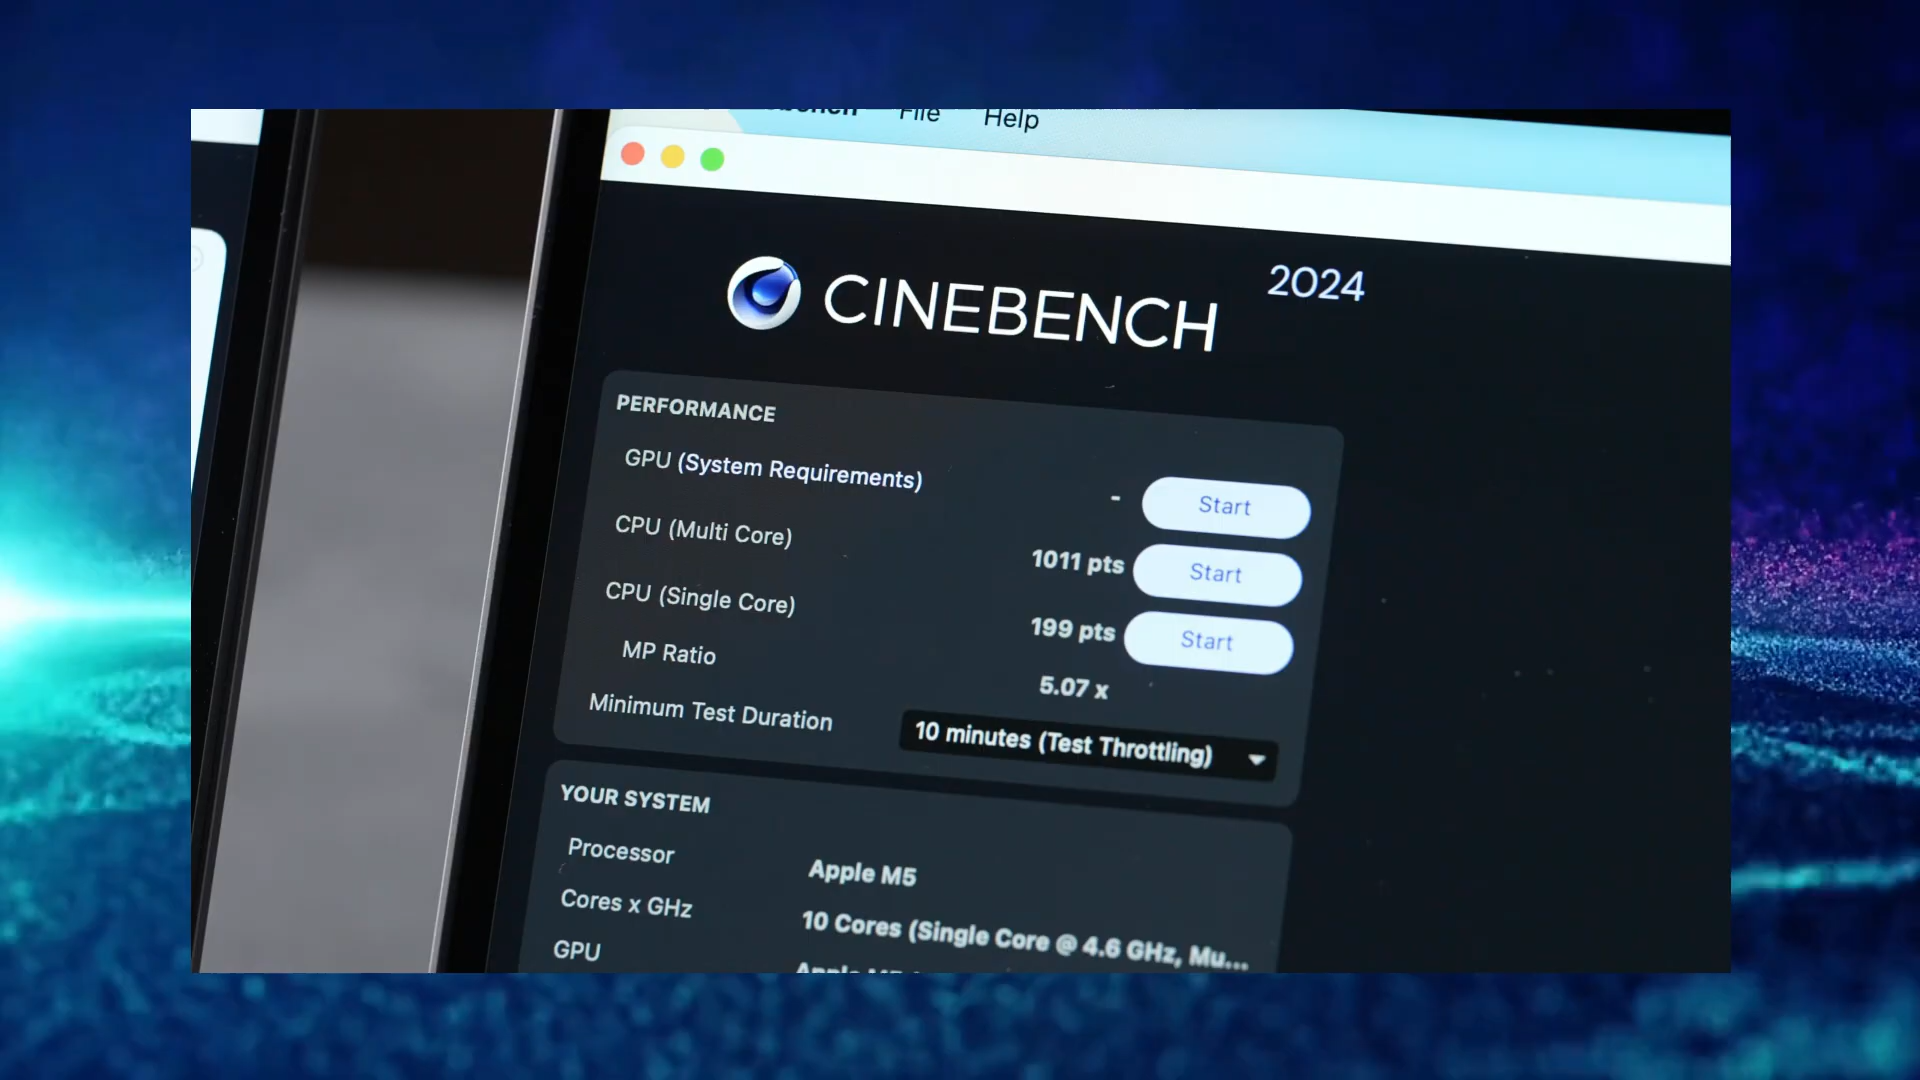 File Help
CINEBENCH 2024
PERFORMANCE
GPU (System Requirements) - Start
CPU (Multi Core) 1011 pts Start
CPU (Single Core) 199 pts Start
MP Ratio 5.07 x
Minimum Test Duration 10 minutes (Test Throttling)
YOUR SYSTEM
Processor Apple M5
Cores x GHz 10 Cores (Single Core @ 4.6 GHz, Mu...
GPU